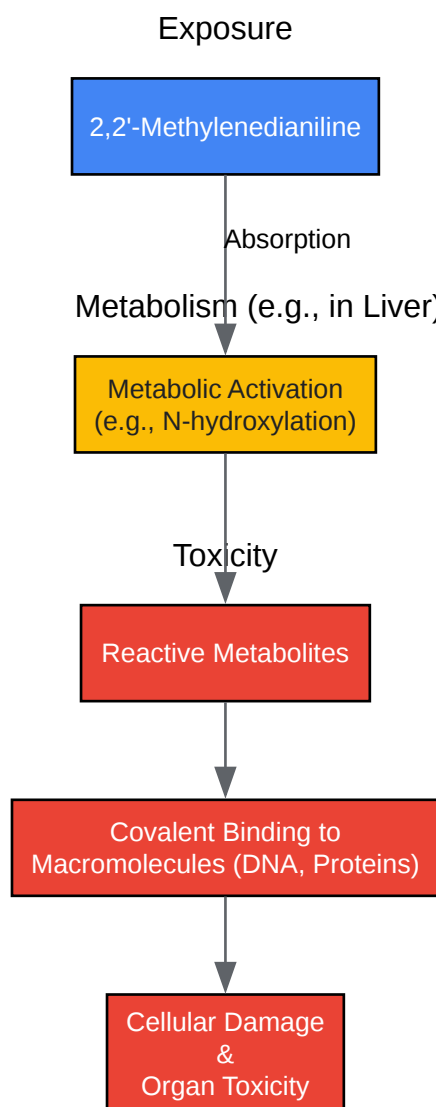 Exposure
2,2'-Methylenedianiline
Absorption
Metabolism (e.g., in Liver)
Metabolic Activation
(e.g., N-hydroxylation)
Toxicity
Reactive Metabolites
Covalent Binding to
Macromolecules (DNA, Proteins)
Cellular Damage
&
Organ Toxicity